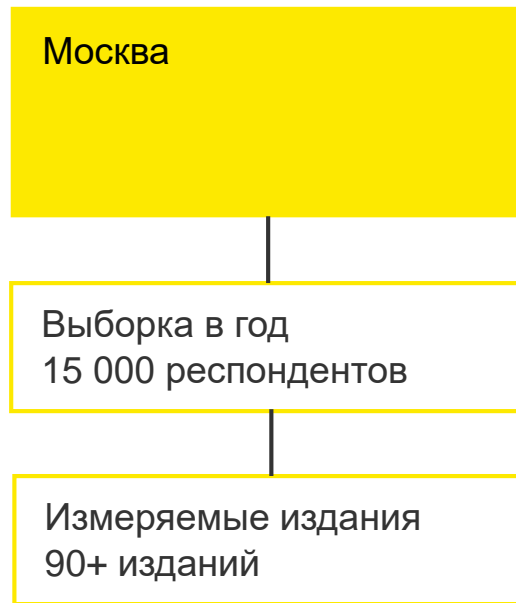 Москва
Выборка в год
15 000 респондентов
Измеряемые издания
90+ изданий